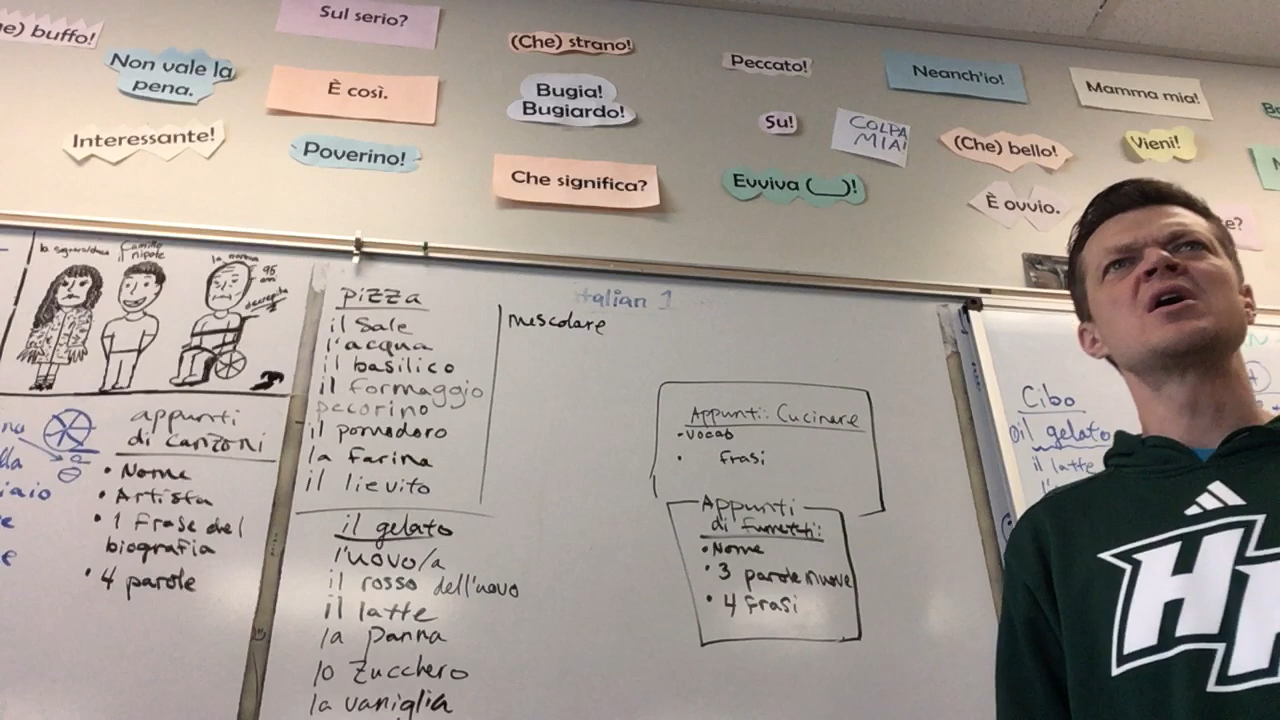 e) buffo!
Sul serio?
(Che) strano!
Peccato!
Neanch'io!
Mamma mia!
Non vale la
pena.
È così.
Bugia!
Bugiardo!
Su!
COLPA
MIA!
(Che) bello!
Vieni!
Interessante!
Poverino!
Che significa?
Evviva (__)!
È ovvio.
e?
la nonna
95
nipote
decrepita
appunti
di canzoni
• Nome
• Artista
• 1 Frase del
biografia
• 4 parole
pizza
il sale
l'acqua
il basilico
il formaggio
pecorino
il pomodoro
la farina
il lievito
il gelato
l'uovo/a
il rosso dell'uovo
il latte
la panna
lo zucchero
la vaniglia
italian 1
mescolare
Appunti: Cucinare
• Vocab
• frasi
Appunti
di fumetti:
• Nome
• 3 parole nuove
• 4 frasi
Cibo
il gelato
il latte